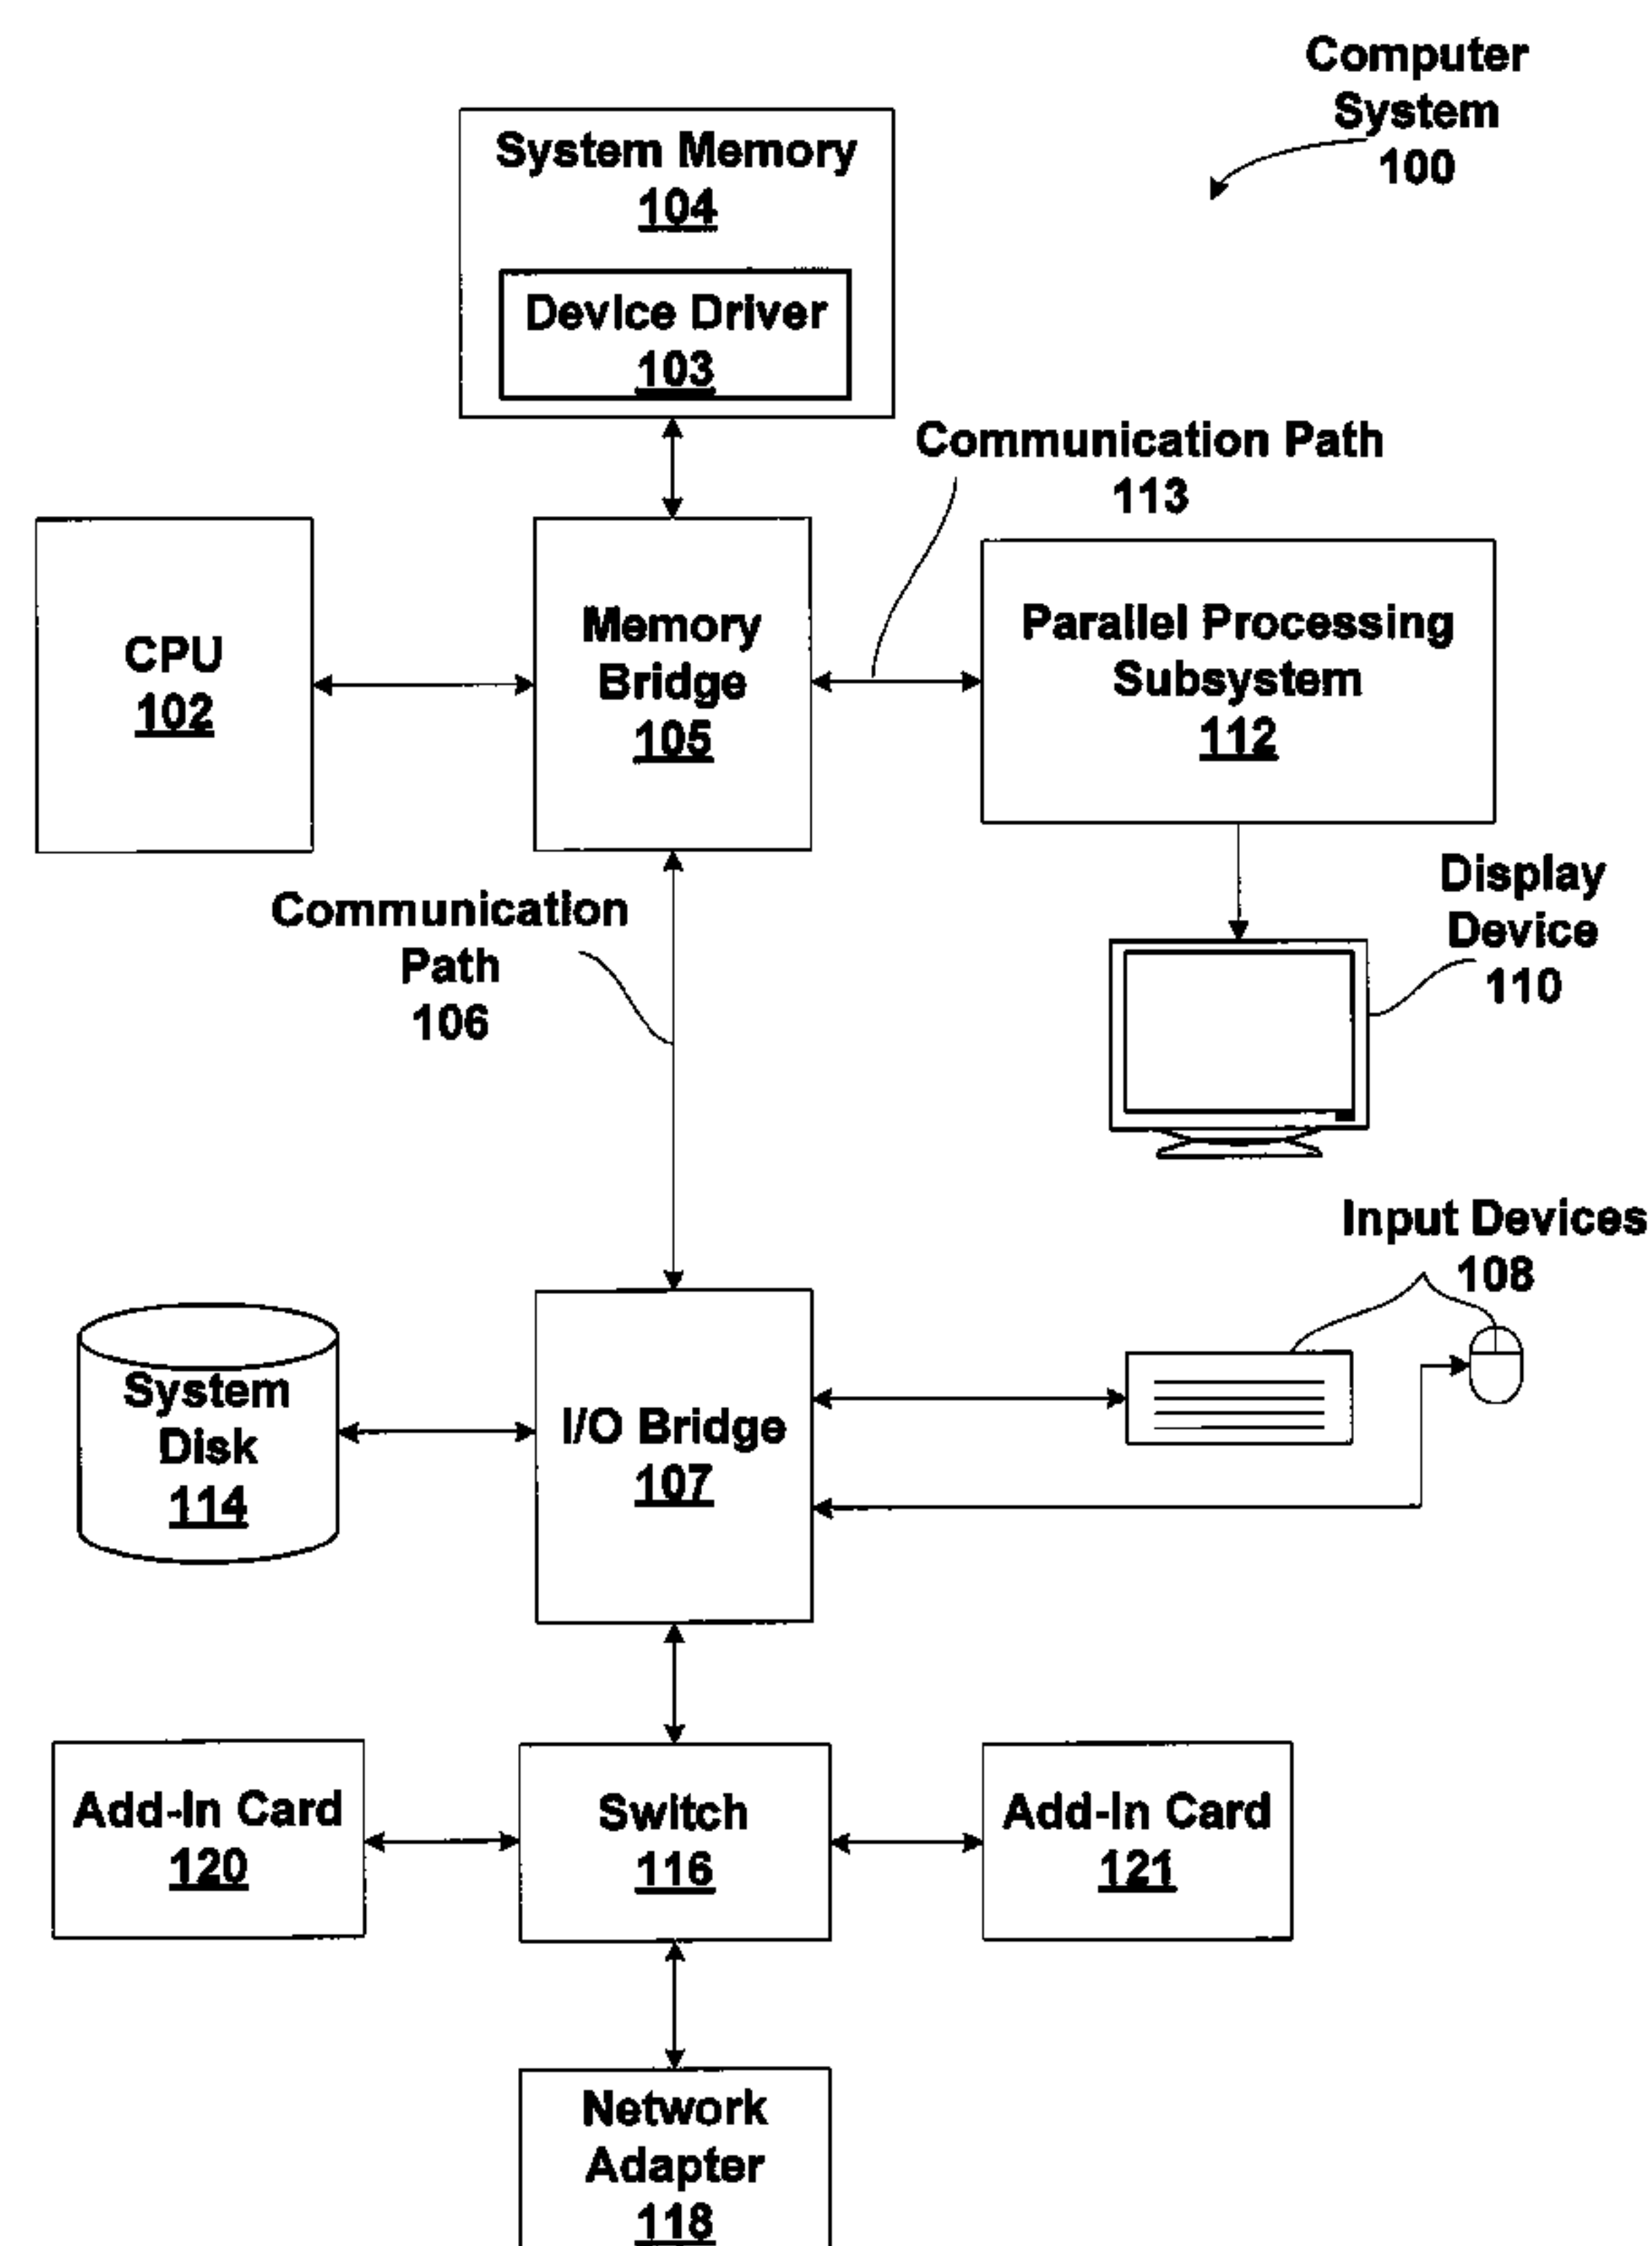 Computer
System
100
System Memory
104
Device Driver
103
Communication Path
113
CPU
102
Memory
Bridge
105
Parallel Processing
Subsystem
112
Communication
Path
106
Display
Device
110
Input Devices
108
System
Disk
114
I/O Bridge
107
Add-In Card
120
Switch
116
Add-In Card
121
Network
Adapter
118